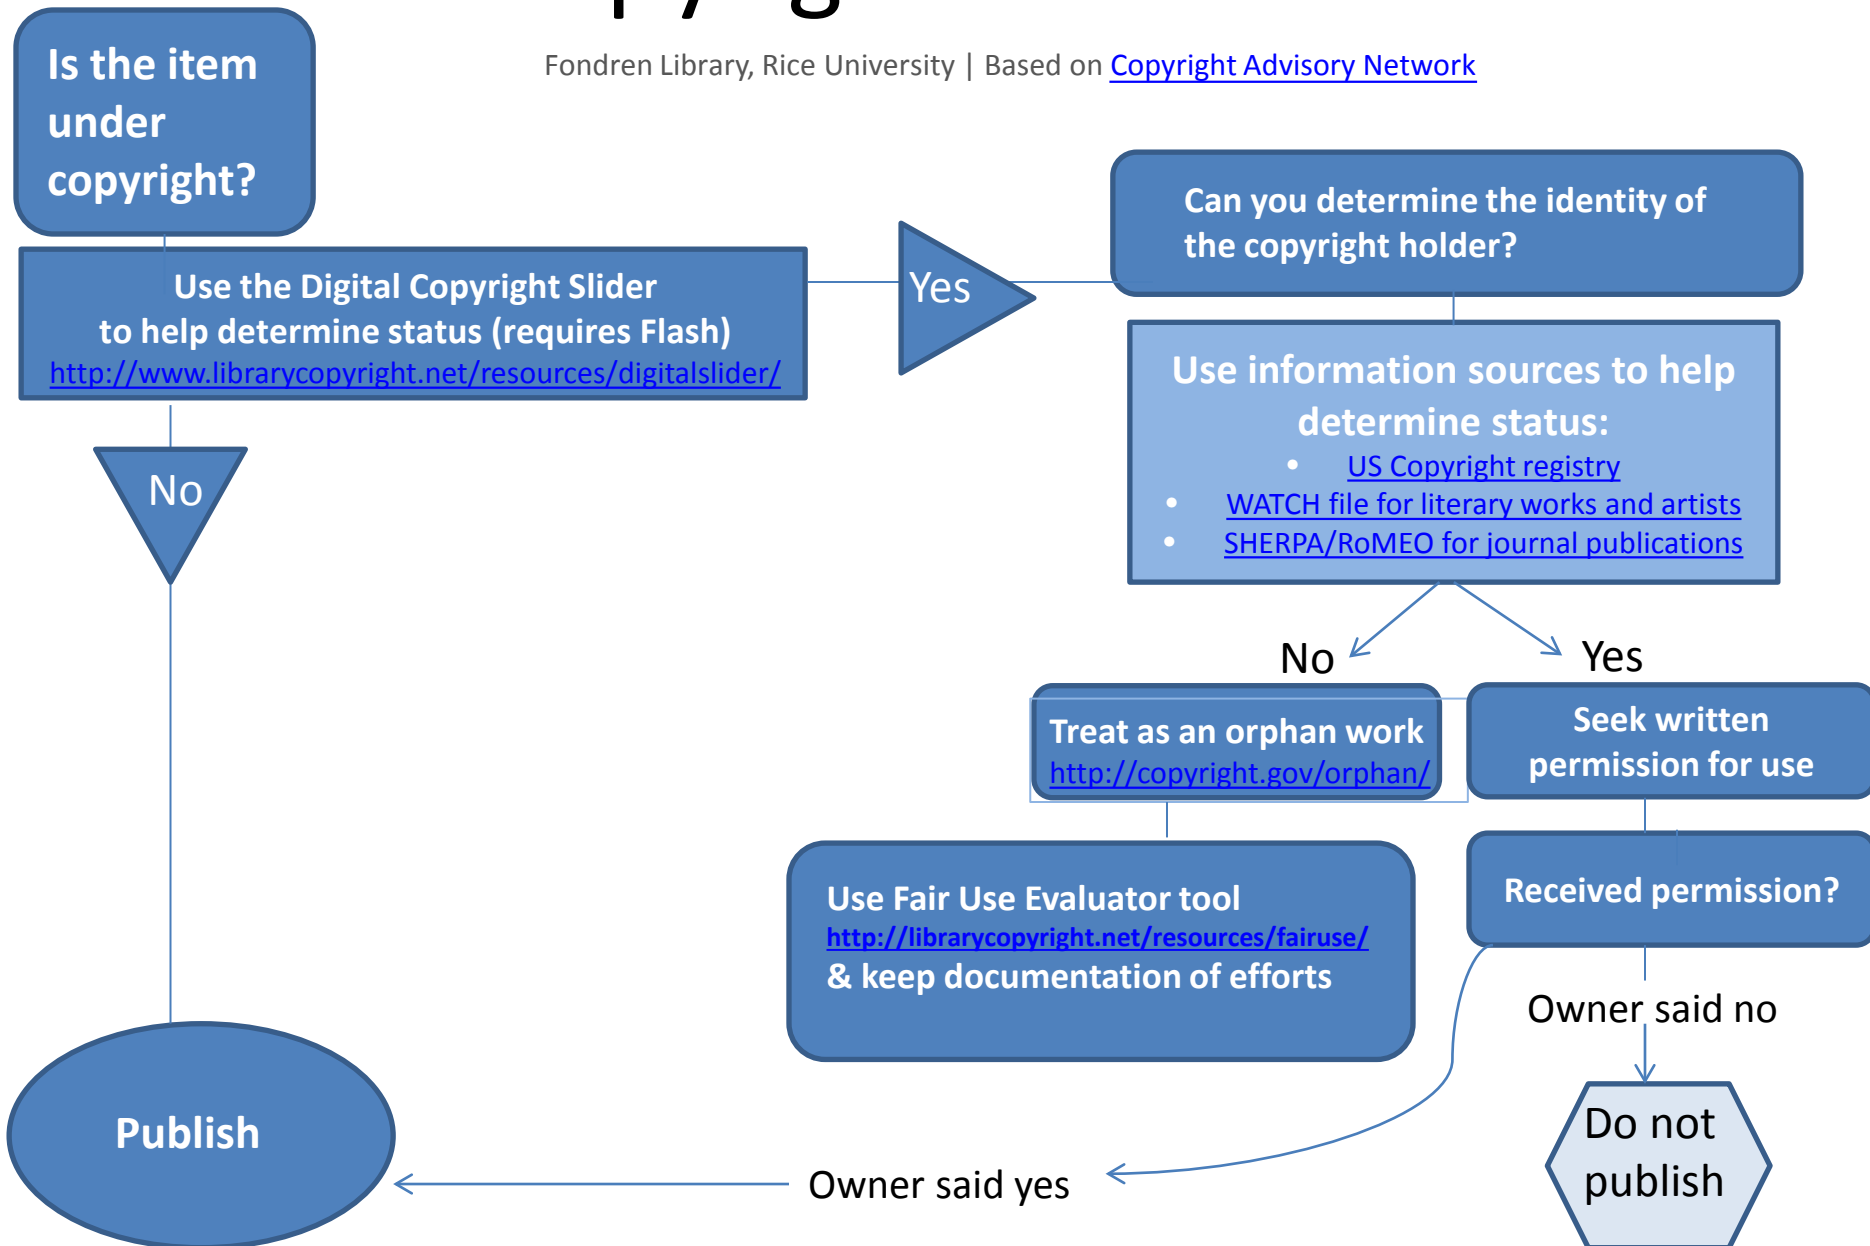 Is the item
under
copyright?
Fondren Library, Rice University | Based on Copyright Advisory Network
Use the Digital Copyright Slider
to help determine status (requires Flash)
http://www.librarycopyright.net/resources/digitalslider/
Yes
Can you determine the identity of
the copyright holder?
Use information sources to help
determine status:
• US Copyright registry
• WATCH file for literary works and artists
• SHERPA/RoMEO for journal publications
No
No
Yes
Treat as an orphan work
http://copyright.gov/orphan/
Seek written
permission for use
Use Fair Use Evaluator tool
http://librarycopyright.net/resources/fairuse/
& keep documentation of efforts
Received permission?
Owner said no
Publish
Owner said yes
Do not
publish